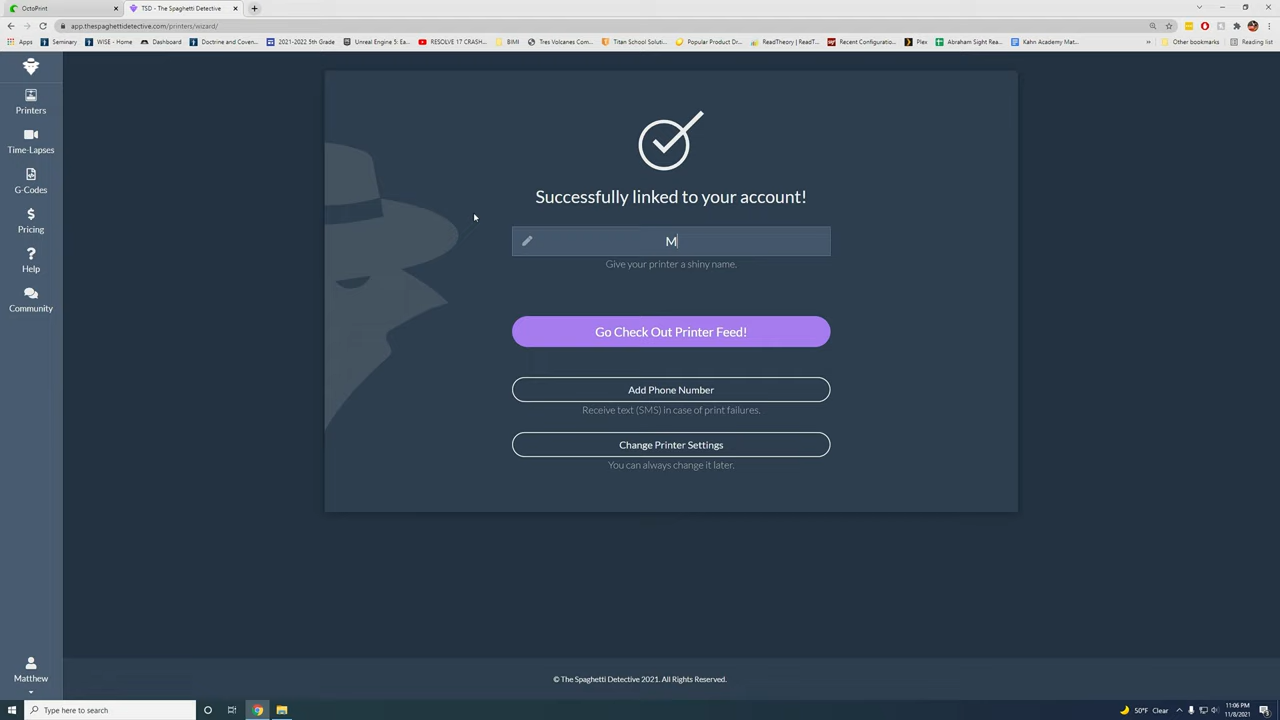 OctoPrint
TSD - The Spaghetti Detective
app.thespaghettidetective.com/printers/wizard/
Apps
Seminary
WISE - Home
Dashboard
Doctrine and Coven...
2021-2022 5th Grade
Unreal Engine 5: Ea...
RESOLVE 17 CRASH...
BIMI
Tres Volcanes Com...
Titan School Soluti...
Popular Product Dr...
ReadTheory | ReadT...
Recent Configuratio...
Plex
Abraham Sight Rea...
Kahn Academy Mat...
»
Other bookmarks
Reading list
Printers
Time-Lapses
G-Codes
Pricing
Help
Community
Successfully linked to your account!
M
Give your printer a shiny name.
Go Check Out Printer Feed!
Add Phone Number
Receive text (SMS) in case of print failures.
Change Printer Settings
You can always change it later.
Matthew
© The Spaghetti Detective 2021. All Rights Reserved.
Type here to search
50°F Clear
11:06 PM
11/8/2021